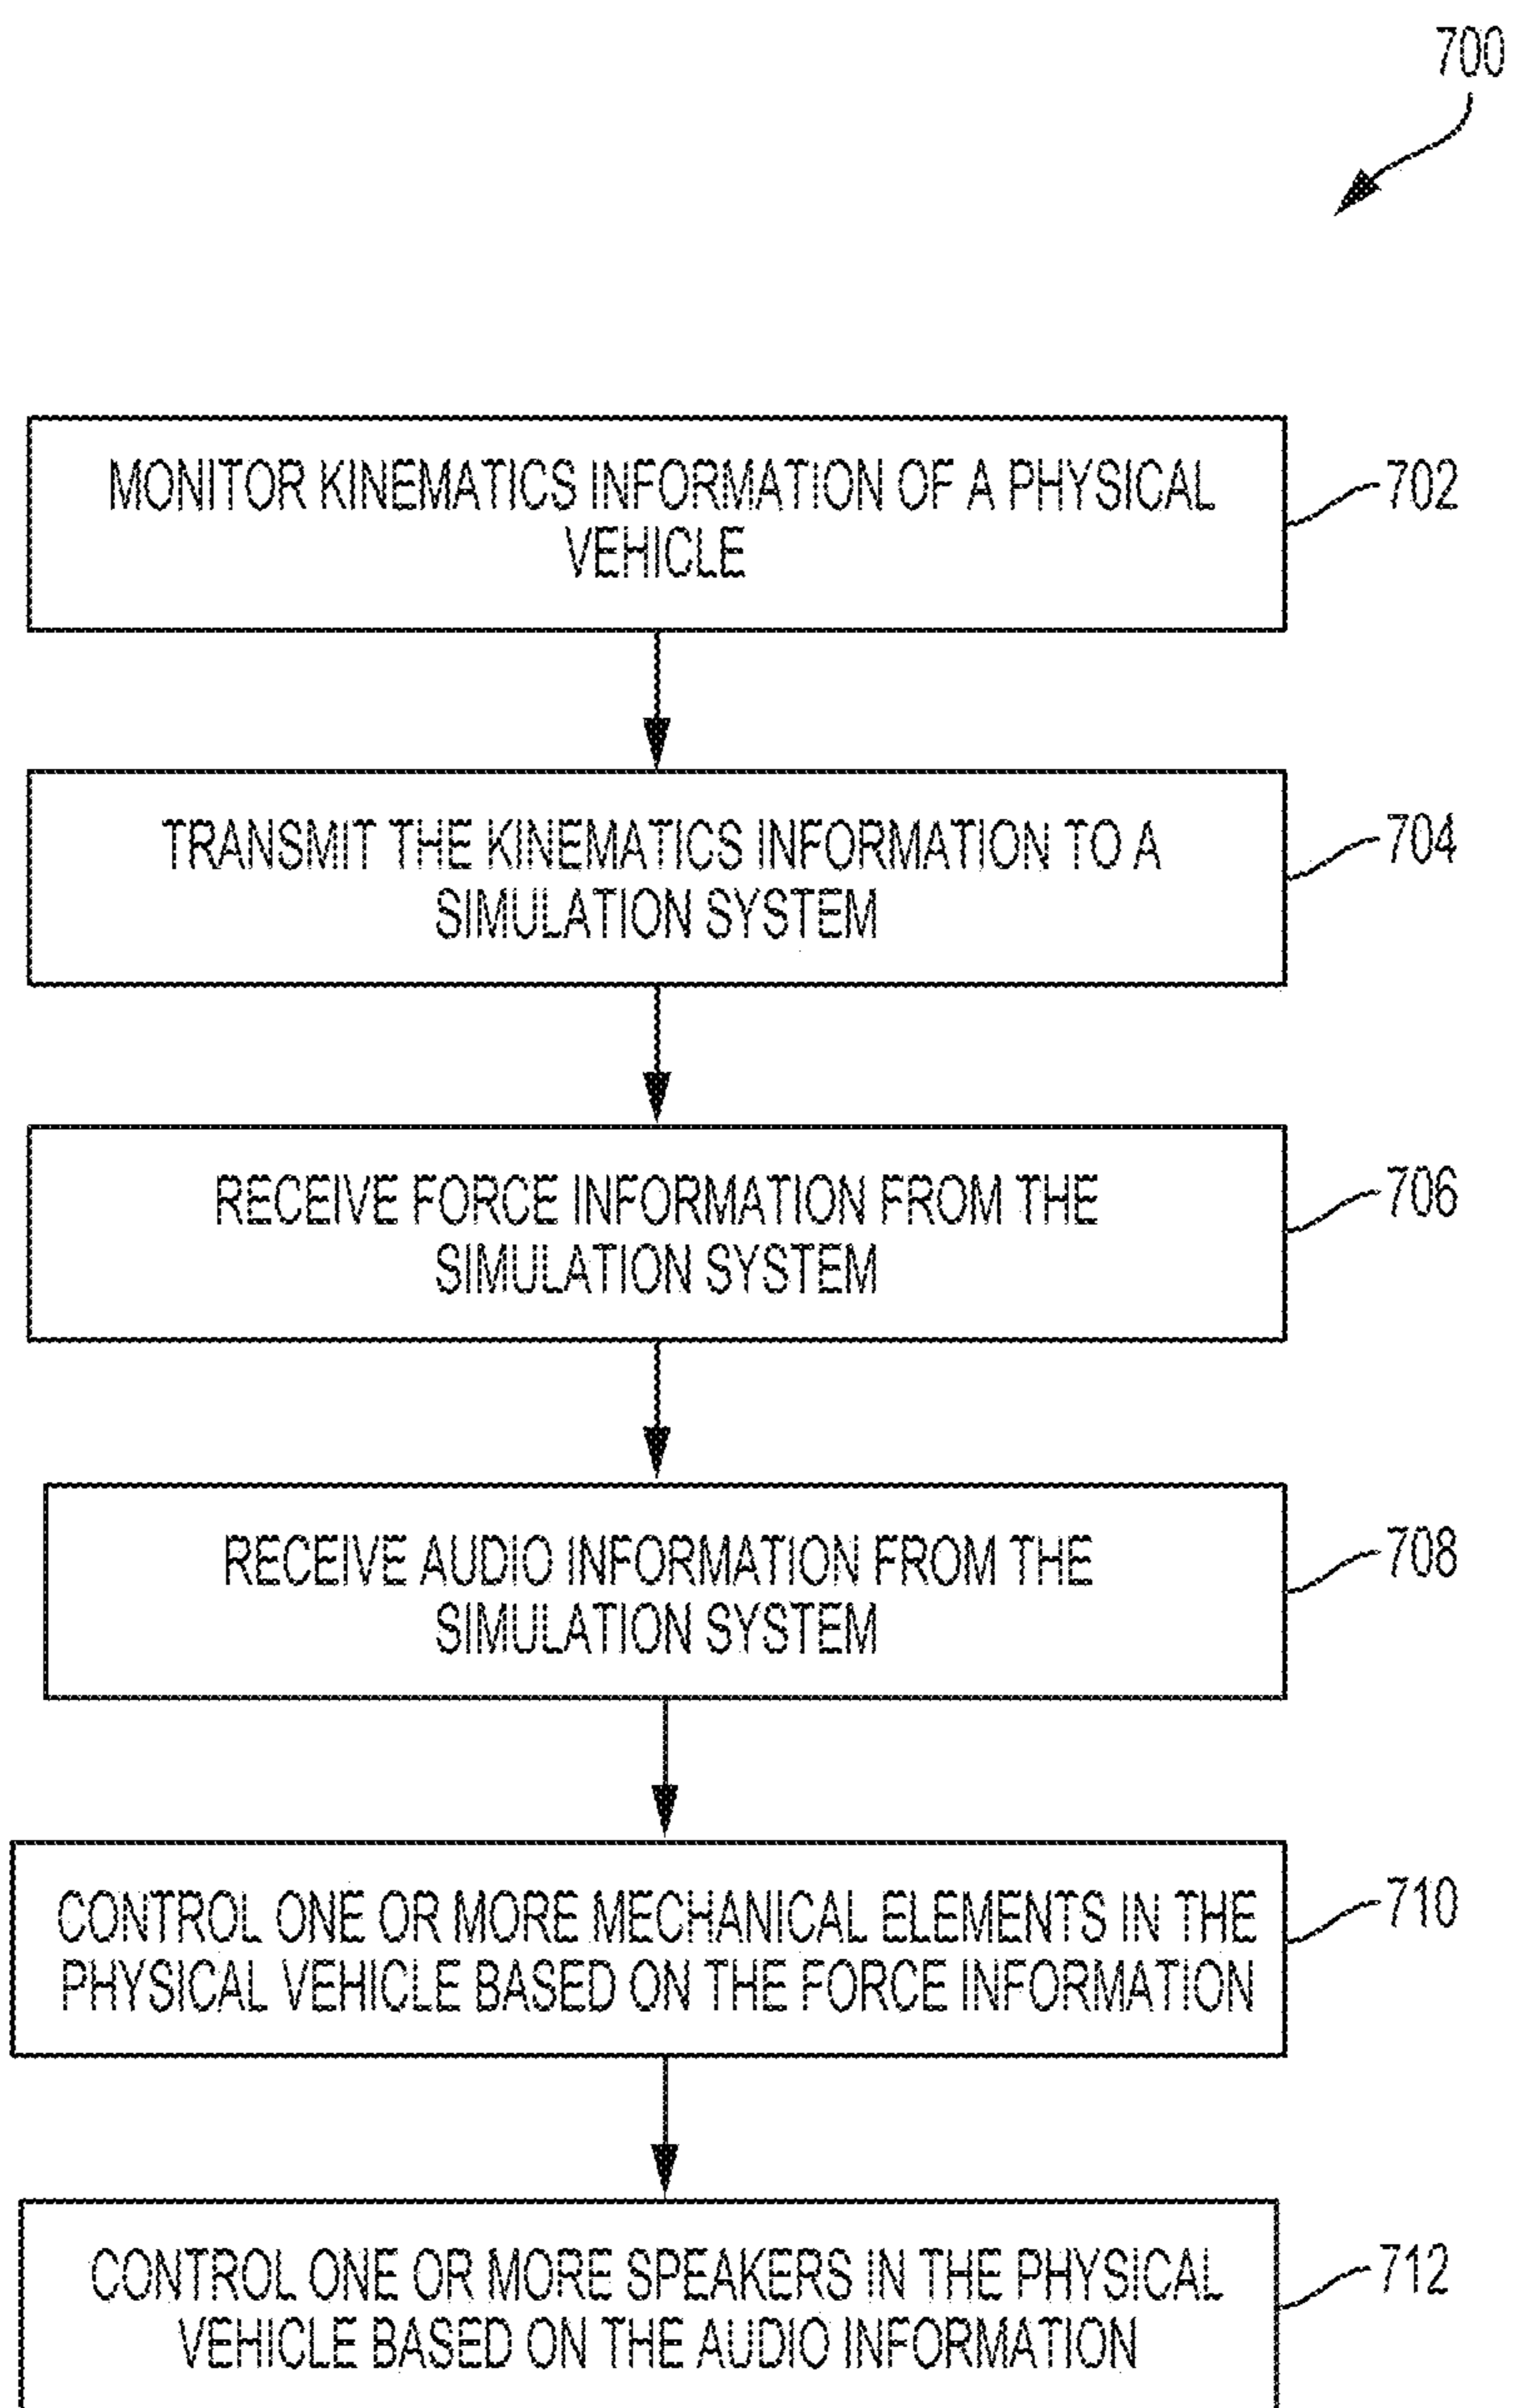 700
MONITOR KINEMATICS INFORMATION OF A PHYSICAL
VEHICLE
702
TRANSMIT THE KINEMATICS INFORMATION TO A
SIMULATION SYSTEM
704
RECEIVE FORCE INFORMATION FROM THE
SIMULATION SYSTEM
706
RECEIVE AUDIO INFORMATION FROM THE
SIMULATION SYSTEM
708
CONTROL ONE OR MORE MECHANICAL ELEMENTS IN THE
PHYSICAL VEHICLE BASED ON THE FORCE INFORMATION
710
CONTROL ONE OR MORE SPEAKERS IN THE PHYSICAL
VEHICLE BASED ON THE AUDIO INFORMATION
712